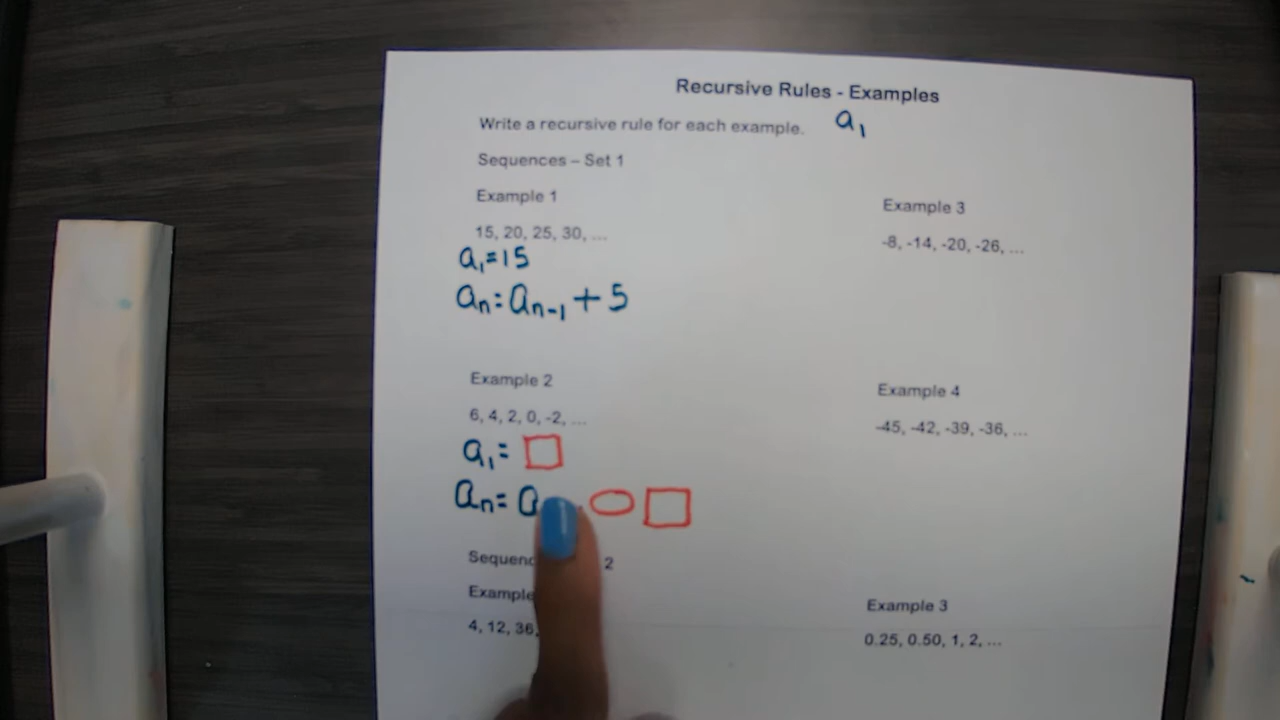 Recursive Rules - Examples
Write a recursive rule for each example. a₁
Sequences – Set 1
Example 1
15, 20, 25, 30, ...
a₁=15
aₙ=aₙ₋₁+5
Example 2
6, 4, 2, 0, -2, ...
a₁=
aₙ=a
2
4, 12, 36,
Example 3
-8, -14, -20, -26, ...
Example 4
-45, -42, -39, -36, ...
Example 3
0.25, 0.50, 1, 2, ...